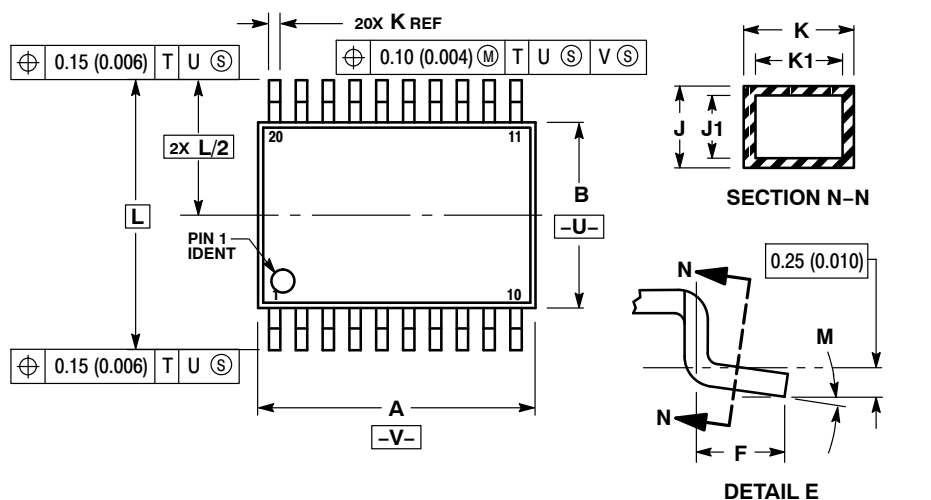 20X K REF
⌖ 0.15 (0.006) T U Ⓢ
⌖ 0.10 (0.004) Ⓜ T U Ⓢ V Ⓢ
2X L/2
L
20
11
PIN 1
IDENT
1
10
B
–U–
⌖ 0.15 (0.006) T U Ⓢ
A
–V–
K
K1
J
J1
SECTION N–N
0.25 (0.010)
N
M
N
F
DETAIL E